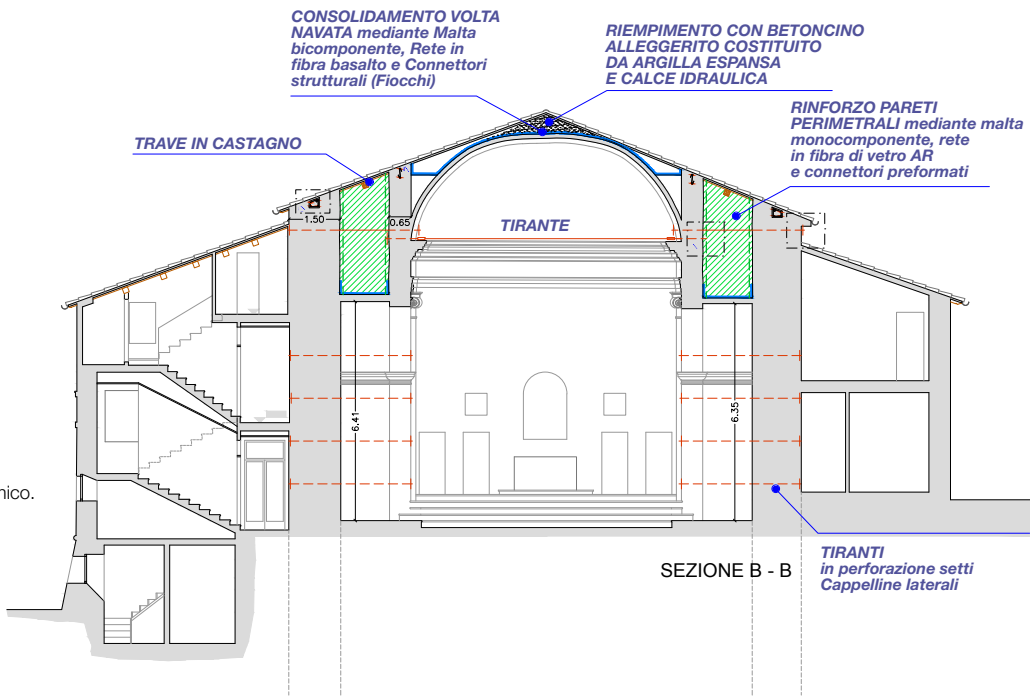 CONSOLIDAMENTO VOLTA
NAVATA mediante Malta
bicomponente, Rete in
fibra basalto e Connettori
strutturali (Fiocchi)
RIEMPIMENTO CON BETONCINO
ALLEGGERITO COSTITUITO
DA ARGILLA ESPANSA
E CALCE IDRAULICA
RINFORZO PARETI
PERIMETRALI mediante malta
monocomponente, rete
in fibra di vetro AR
e connettori preformati
TRAVE IN CASTAGNO
1.50
0.65
TIRANTE
6.41
6.35
nico.
SEZIONE B - B
TIRANTI
in perforazione setti
Cappelline laterali